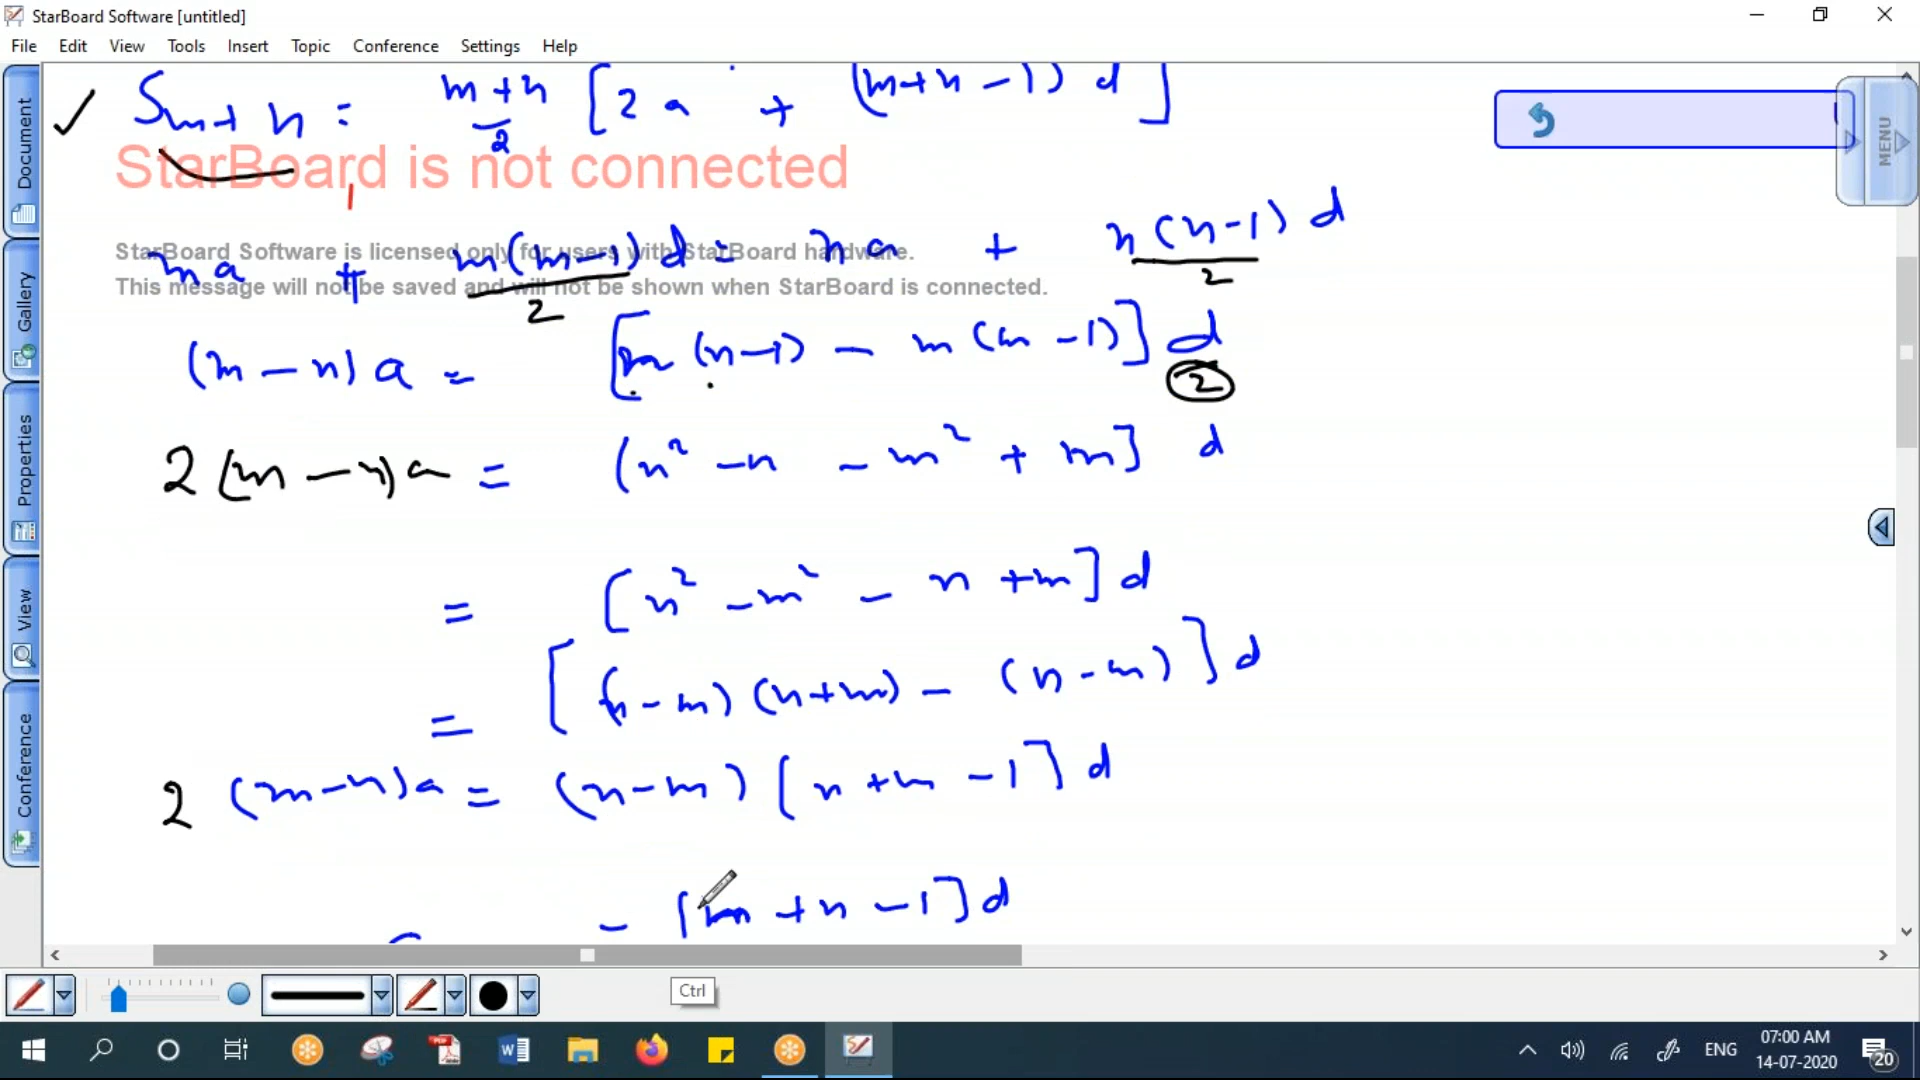 StarBoard Software [untitled]
File Edit View Tools Insert Topic Conference Settings Help
✓ Sm+n = m+n/2 [2a + (m+n-1) d]
StarBoard is not connected
StarBoard Software is licensed only for users with StarBoard hardware.
This message will not be saved and will not be shown when StarBoard is connected.
ma + m(m-1)/2 d = na + n(n-1)/2 d
(m-n) a = [n(n-1) - m(m-1)] d/2
2(m-n)a = (n² - n - m² + m] d
= [n² - m² - n + m] d
= [(n-m)(n+m) - (n-m)] d
2 (m-n)a = (n-m) [n+m-1] d
- [m+n-1] d
MENU
Document
Gallery
Properties
View
Conference
Ctrl
ENG
07:00 AM
14-07-2020
20